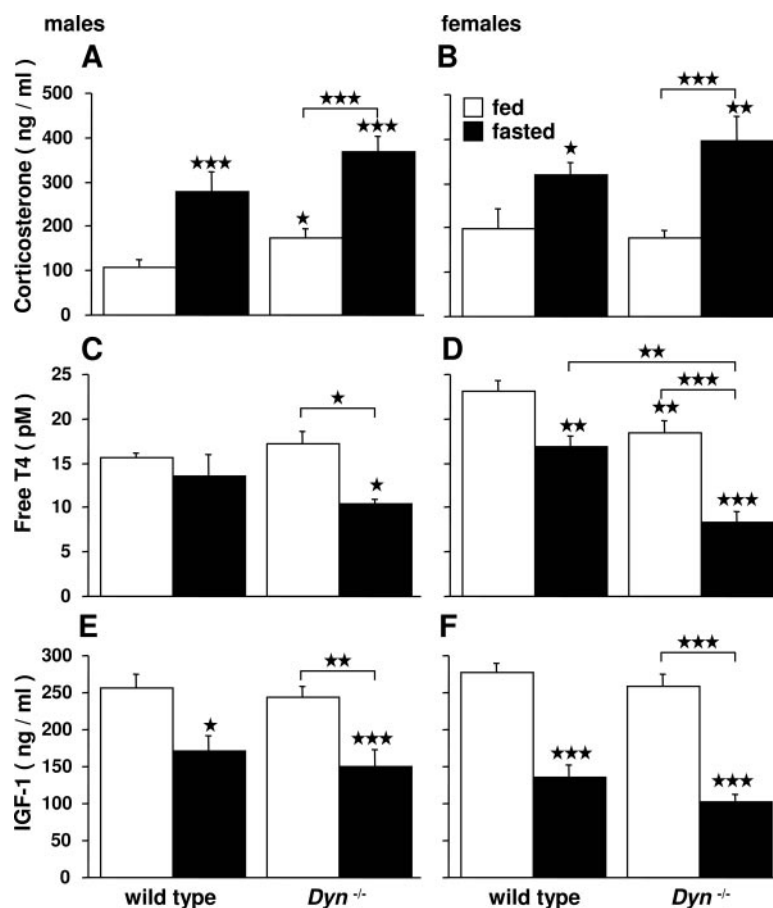 males
females
A
B
Corticosterone ( ng / ml )
500
400
300
200
100
0
★★★
★
★★★
★★★
fed
fasted
★
★★★
★★
C
D
Free T4 ( pM )
25
20
15
10
5
0
★
★
★★
★★★
★★
★★
★★★
E
F
IGF-1 ( ng / ml )
300
250
200
150
100
50
0
★
★★
★★★
★★★
★★★
★★★
wild type
Dyn -/-
wild type
Dyn -/-